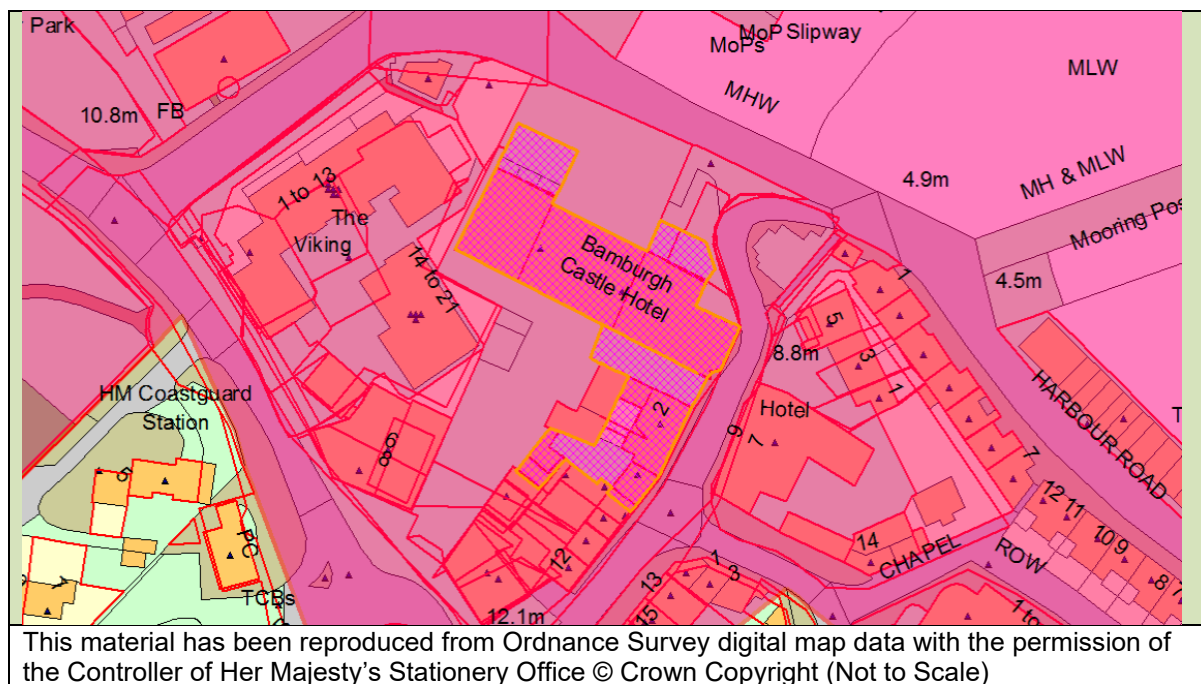 Park
MoPs
MoP Slipway
MLW
MHW
10.8m
FB
4.9m
MH & MLW
Mooring Pos
4.5m
1 to 13
The
Viking
14 to 21
Bamburgh
Castle Hotel
1
5
3
1
8.8m
HM Coastguard
Station
Hotel
9
7
2
6
8
HARBOUR ROAD
T
7
5
PC
TCBs
12
14
CHAPEL
ROW
12
11
10
9
8
7
1
1
3
13
15
12.1m
1 to
This material has been reproduced from Ordnance Survey digital map data with the permission of
the Controller of Her Majesty's Stationery Office © Crown Copyright (Not to Scale)